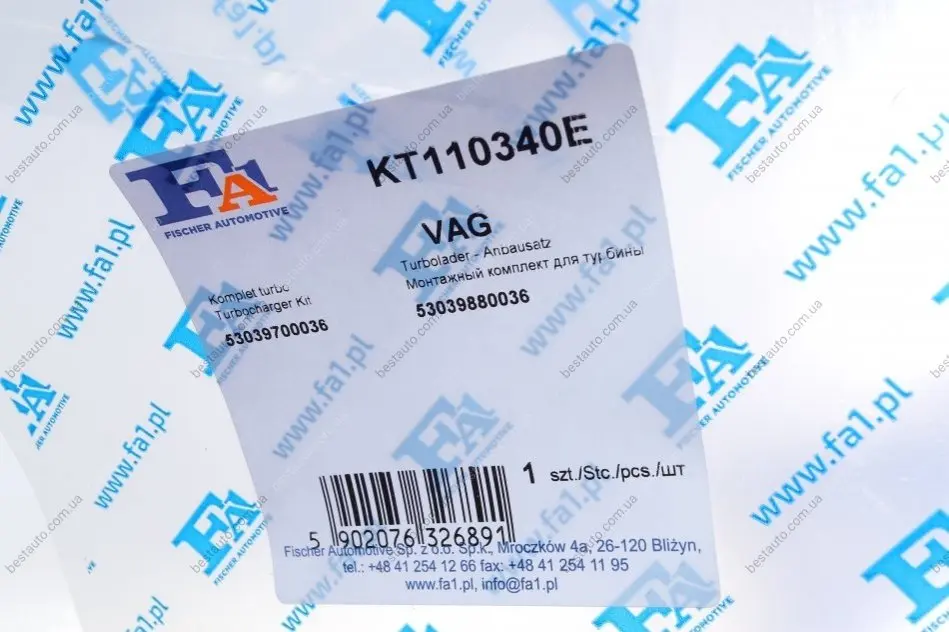 FA1
FISCHER AUTOMOTIVE
KT110340E
VAG
Turbolader - Anbausatz
Монтажный комплект для турбины
53039880036
Komplet turbo
Turbocharger Kit
53039700036
1 szt./Stc./pcs./шт
5 902076 326891
Fischer Automotive Sp. z o.o. Sp.k., Mroczków 4a, 26-120 Bliżyn,
tel.: +48 41 254 12 66 fax: +48 41 254 11 95
www.fa1.pl, info@fa1.pl
www.fa1.pl
FA1
FISCHER AUTOMOTIVE
bestauto.com.ua